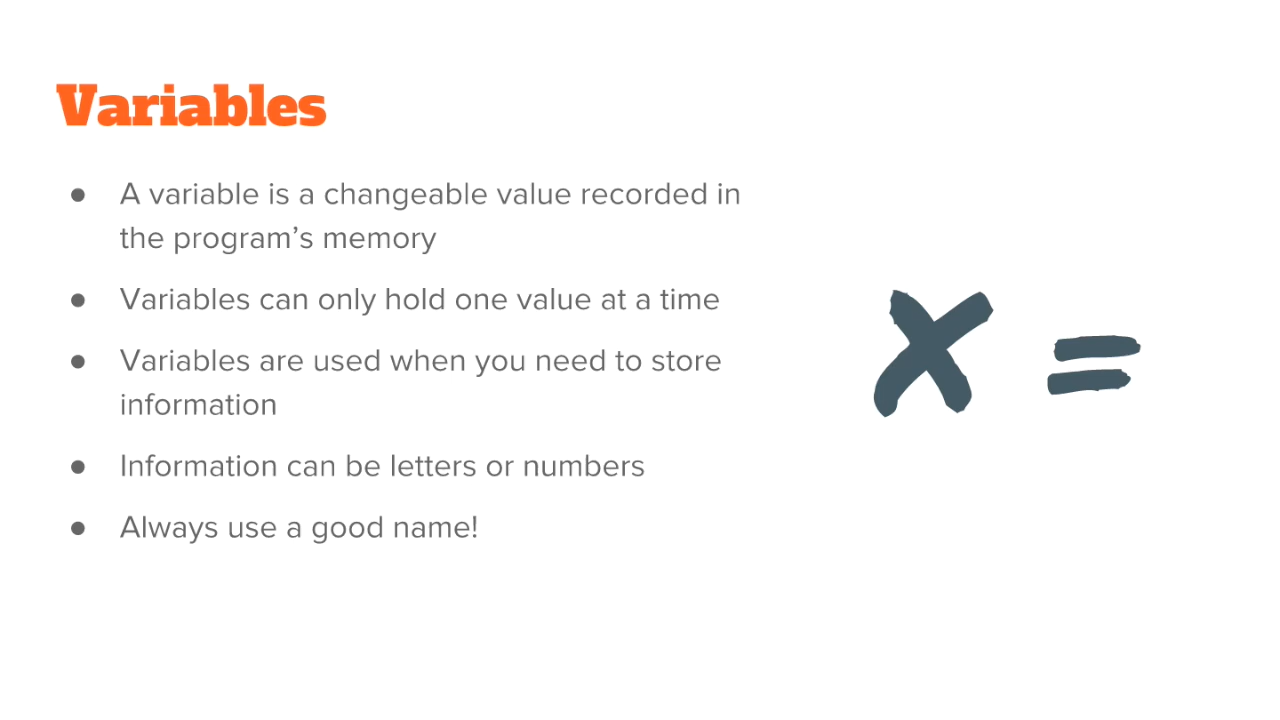 Variables
● A variable is a changeable value recorded in
the program’s memory
● Variables can only hold one value at a time
● Variables are used when you need to store
information
● Information can be letters or numbers
● Always use a good name!
x =